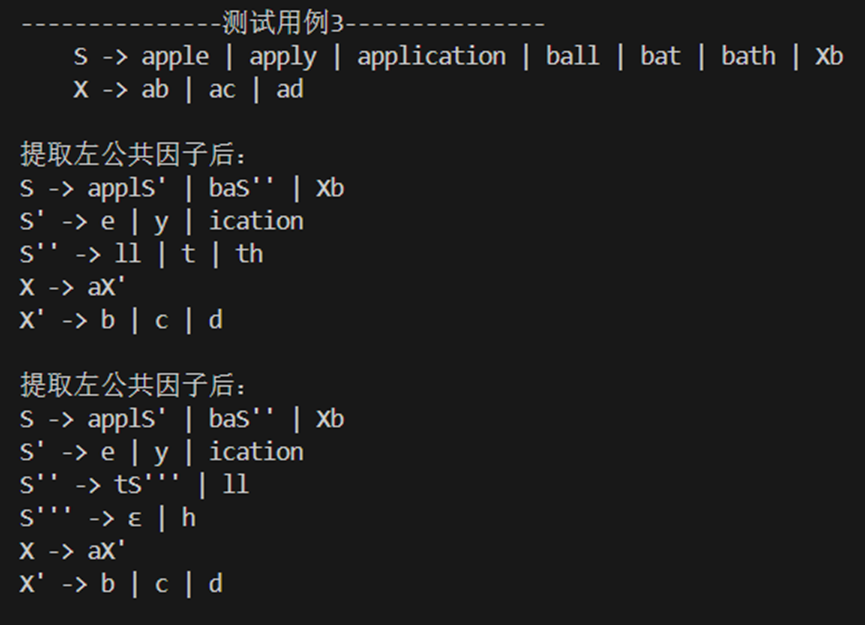 ---------------测试用例3---------------
S -> apple | apply | application | ball | bat | bath | Xb
X -> ab | ac | ad
提取左公共因子后:
S -> applS' | baS'' | Xb
S' -> e | y | ication
S'' -> ll | t | th
X -> aX'
X' -> b | c | d
提取左公共因子后:
S -> applS' | baS'' | Xb
S' -> e | y | ication
S'' -> tS''' | ll
S''' -> ε | h
X -> aX'
X' -> b | c | d